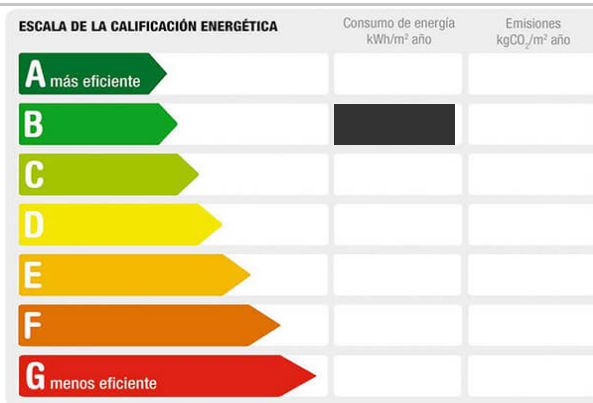 ESCALA DE LA CALIFICACIÓN ENERGÉTICA
Consumo de energía
kWh/m² año
Emisiones
kgCO₂/m² año
A más eficiente
B
C
D
E
F
G menos eficiente